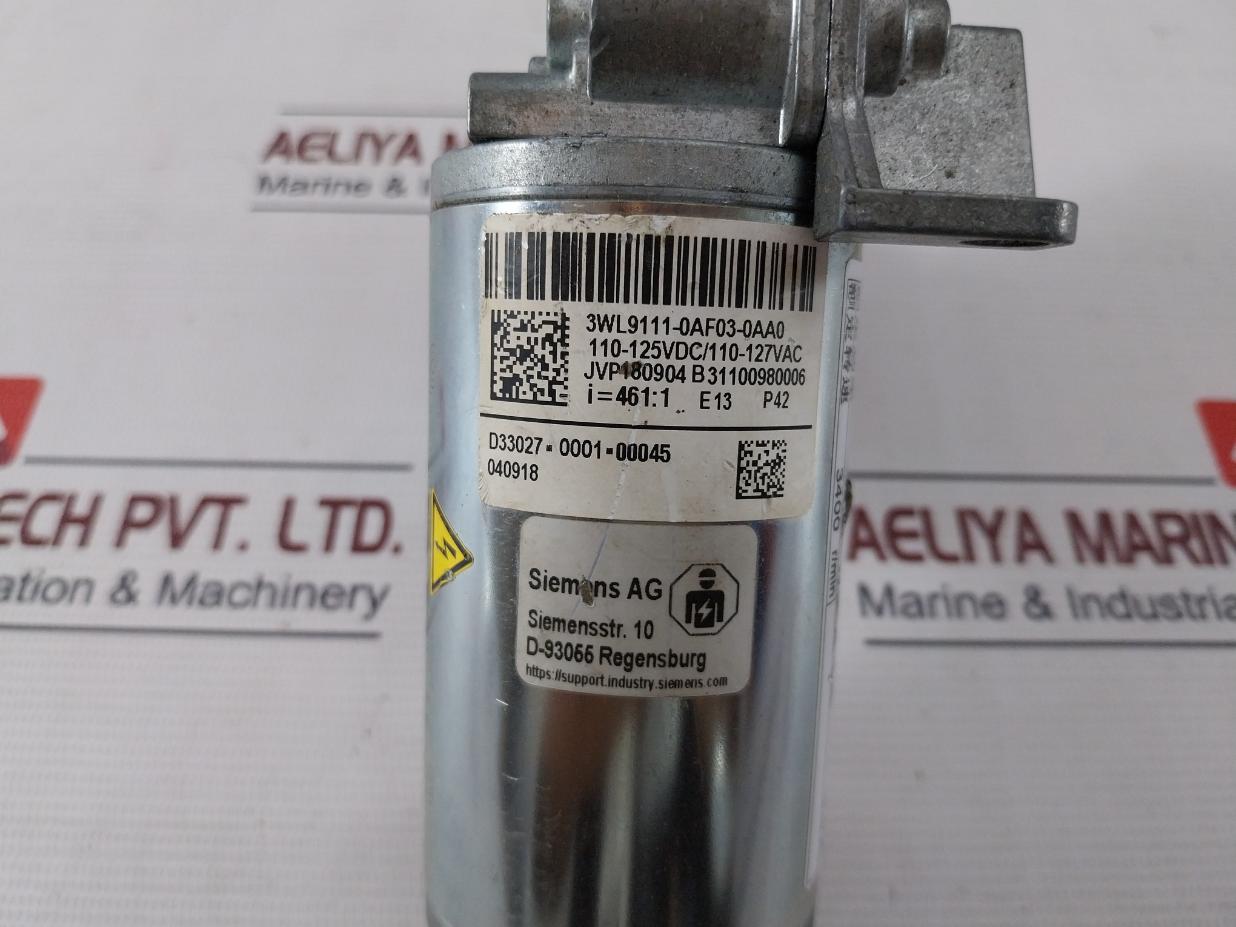 AELIYA M
Marine & I
3WL9111-0AF03-0AA0
110-125VDC/110-127VAC
JVP180904 B31100980006
i=461:1 E13 P42
D33027-0001-00045
040918
Siemens AG
Siemensstr. 10
D-93055 Regensburg
https://support.industry.siemens.com
3400 r/min
ECH PVT. LTD.
ation & Machinery
AELIYA MARIN
Marine & Industria